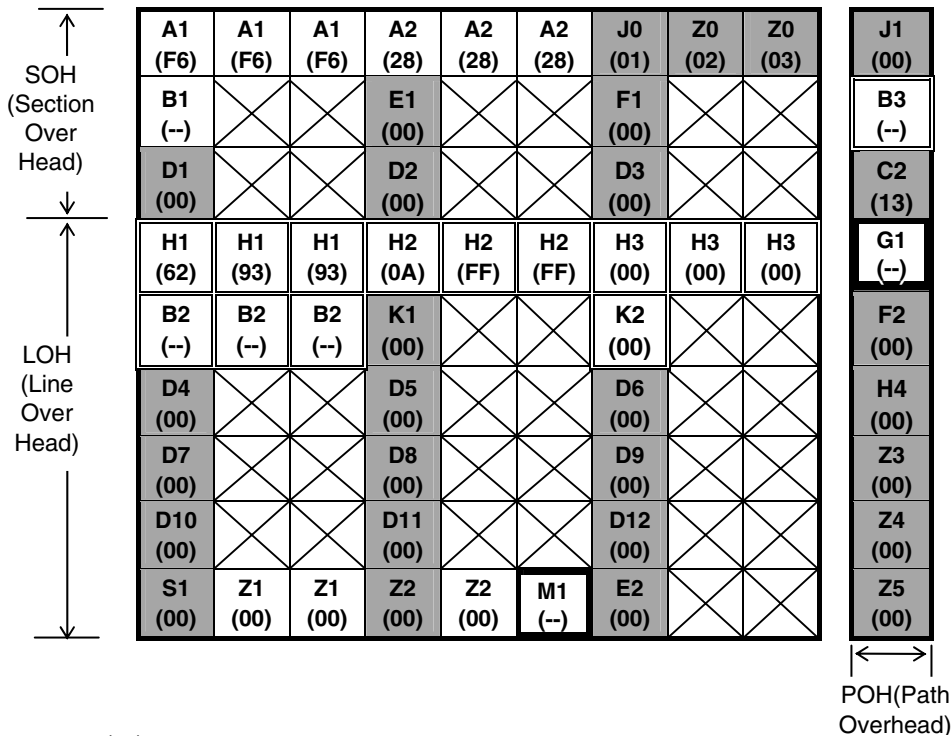 A1 A1 A1 A2 A2 A2 J0 Z0 Z0 J1
(F6) (F6) (F6) (28) (28) (28) (01) (02) (03) (00)
SOH
(Section
Over
Head)
B1 E1 F1 B3
(--) (00) (00) (--)
D1 D2 D3 C2
(00) (00) (00) (13)
H1 H1 H1 H2 H2 H2 H3 H3 H3 G1
(62) (93) (93) (0A) (FF) (FF) (00) (00) (00) (--)
B2 B2 B2 K1 K2 F2
(--) (--) (--) (00) (00) (00)
LOH
(Line
Over
Head)
D4 D5 D6 H4
(00) (00) (00) (00)
D7 D8 D9 Z3
(00) (00) (00) (00)
D10 D11 D12 Z4
(00) (00) (00) (00)
S1 Z1 Z1 Z2 Z2 M1 E2 Z5
(00) (00) (00) (00) (00) (--) (00) (00)
POH(Path
Overhead)